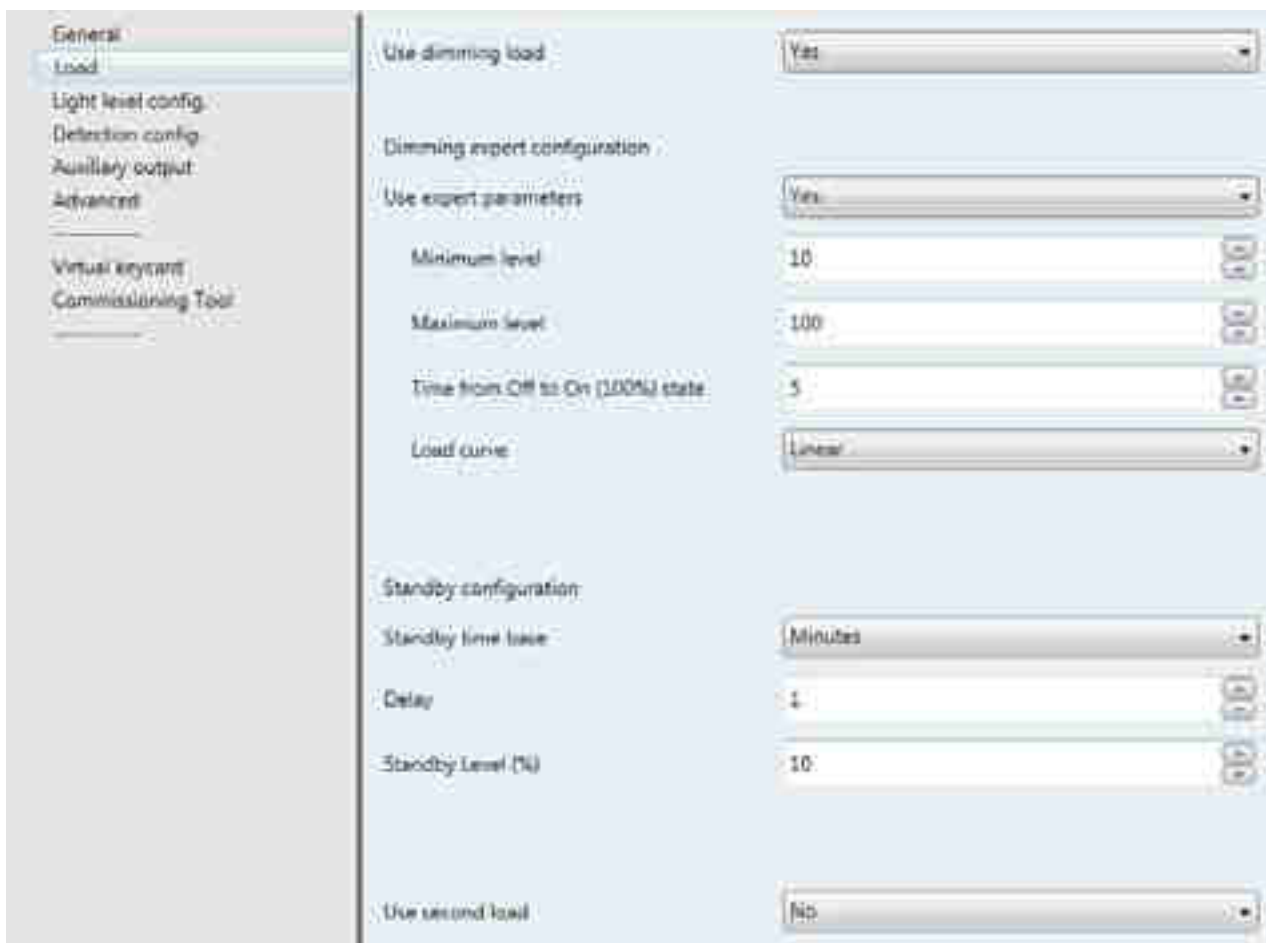 General
Load
Light level config.
Detection config.
Auxiliary output
Advanced
Virtual keycard
Commissioning Tool
Use dimming load Yes
Dimming expert configuration
Use expert parameters Yes
Minimum level 10
Maximum level 100
Time from Off to On (100%) state 5
Load curve Linear
Standby configuration
Standby time base Minutes
Delay 1
Standby Level (%) 10
Use second load No